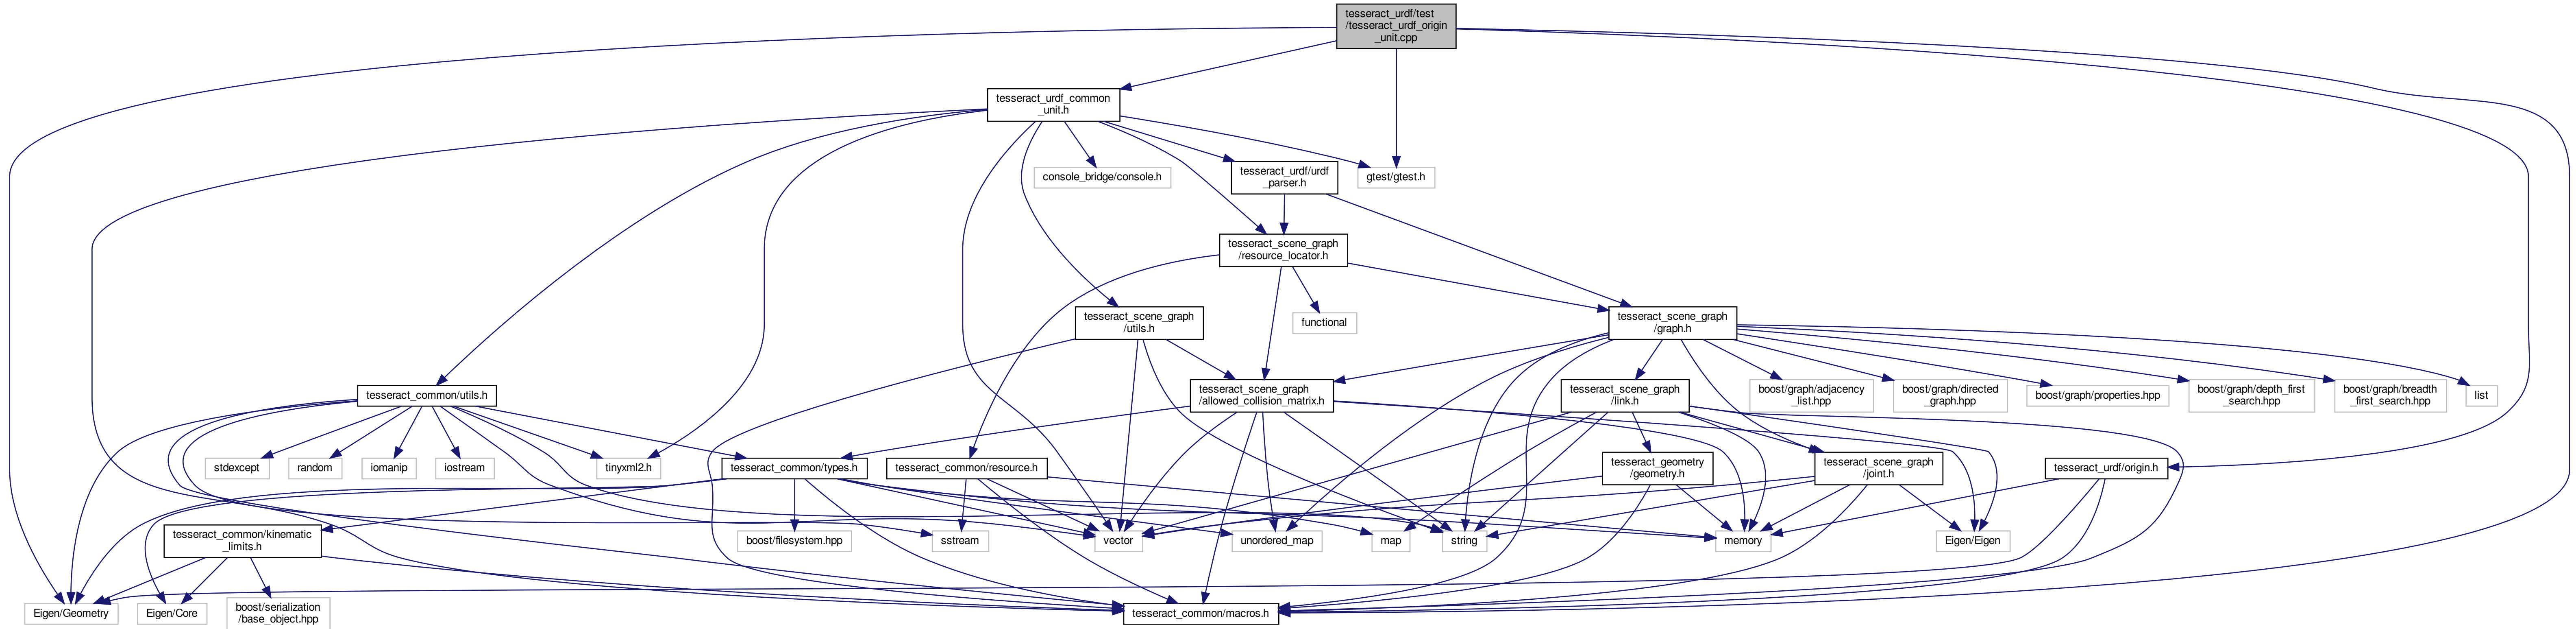 tesseract_urdf/test
/tesseract_urdf_origin
_unit.cpp
tesseract_urdf_common
_unit.h
console_bridge/console.h
tesseract_urdf/urdf
_parser.h
gtest/gtest.h
tesseract_scene_graph
/resource_locator.h
tesseract_scene_graph
/utils.h
functional
tesseract_scene_graph
/graph.h
tesseract_common/utils.h
tesseract_scene_graph
/allowed_collision_matrix.h
tesseract_scene_graph
/link.h
boost/graph/adjacency
_list.hpp
boost/graph/directed
_graph.hpp
boost/graph/properties.hpp
boost/graph/depth_first
_search.hpp
boost/graph/breadth
_first_search.hpp
list
stdexcept
random
iomanip
iostream
tinyxml2.h
tesseract_common/types.h
tesseract_common/resource.h
tesseract_geometry
/geometry.h
tesseract_scene_graph
/joint.h
tesseract_urdf/origin.h
tesseract_common/kinematic
_limits.h
boost/filesystem.hpp
sstream
vector
unordered_map
map
string
memory
Eigen/Eigen
Eigen/Geometry
Eigen/Core
boost/serialization
/base_object.hpp
tesseract_common/macros.h